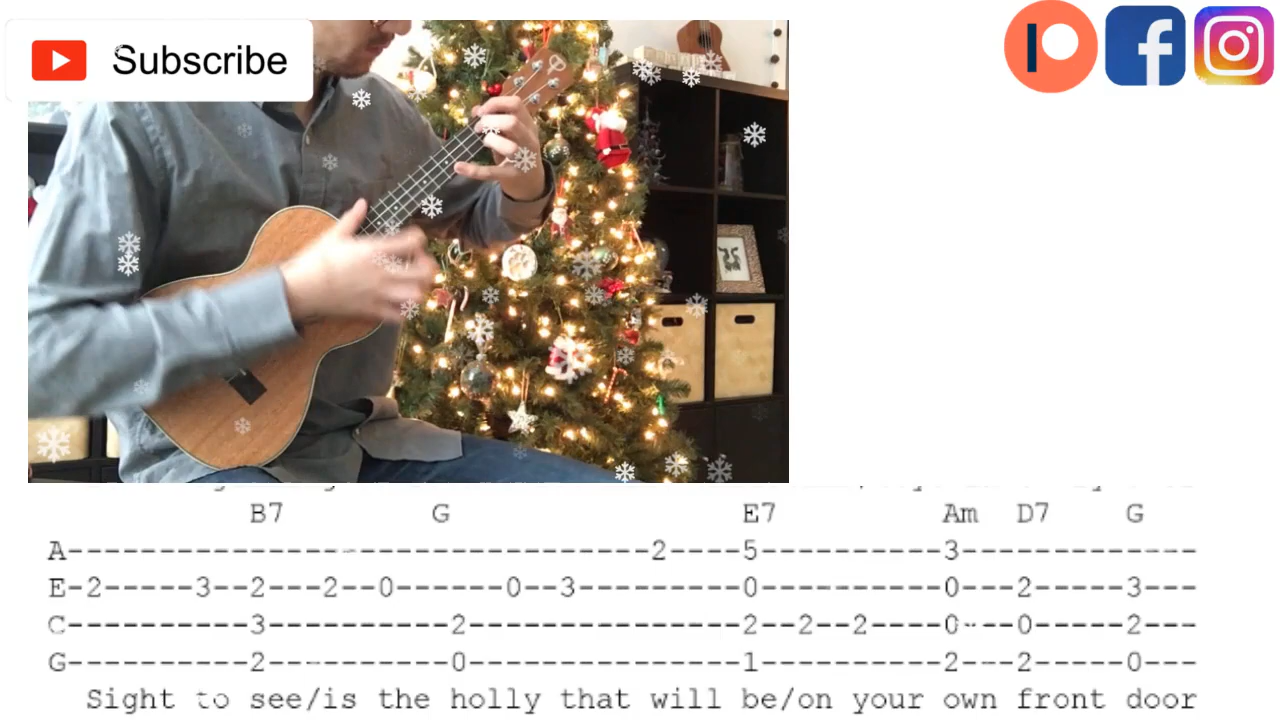 Subscribe
B7 G E7 Am D7 G
A--------------------------------2----5----------3-------------
E-2-----3--2---2--0------0--3---------0----------0---2-----3---
C----------3----------2---------------2--2--2----0---0-----2---
G----------2----------0---------------1----------2---2-----0---
Sight to see/is the holly that will be/on your own front door